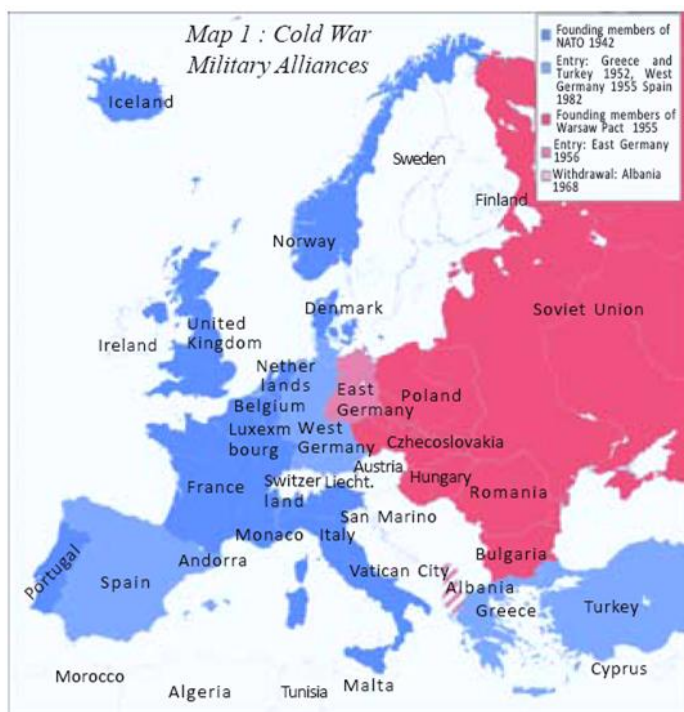 Map 1 : Cold War
Military Alliances
Founding members of
NATO 1942
Entry: Greece and
Turkey 1952, West
Germany 1955 Spain
1982
Founding members of
Warsaw Pact 1955
Entry: East Germany
1956
Withdrawal: Albania
1968
Iceland
Sweden
Finland
Norway
Soviet Union
Denmark
United
Kingdom
Ireland
Nether
lands
East
Germany
Poland
Belgium
Luxexm
bourg
West
Germany
Czhecoslovakia
Austria
Hungary
France
Switzer
land
Liecht.
Romania
San Marino
Monaco
Italy
Portugal
Spain
Andorra
Vatican City
Bulgaria
Albania
Greece
Turkey
Morocco
Algeria
Tunisia
Malta
Cyprus